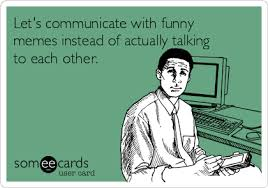 Let's communicate with funny
memes instead of actually talking
to each other.
someecards
user card